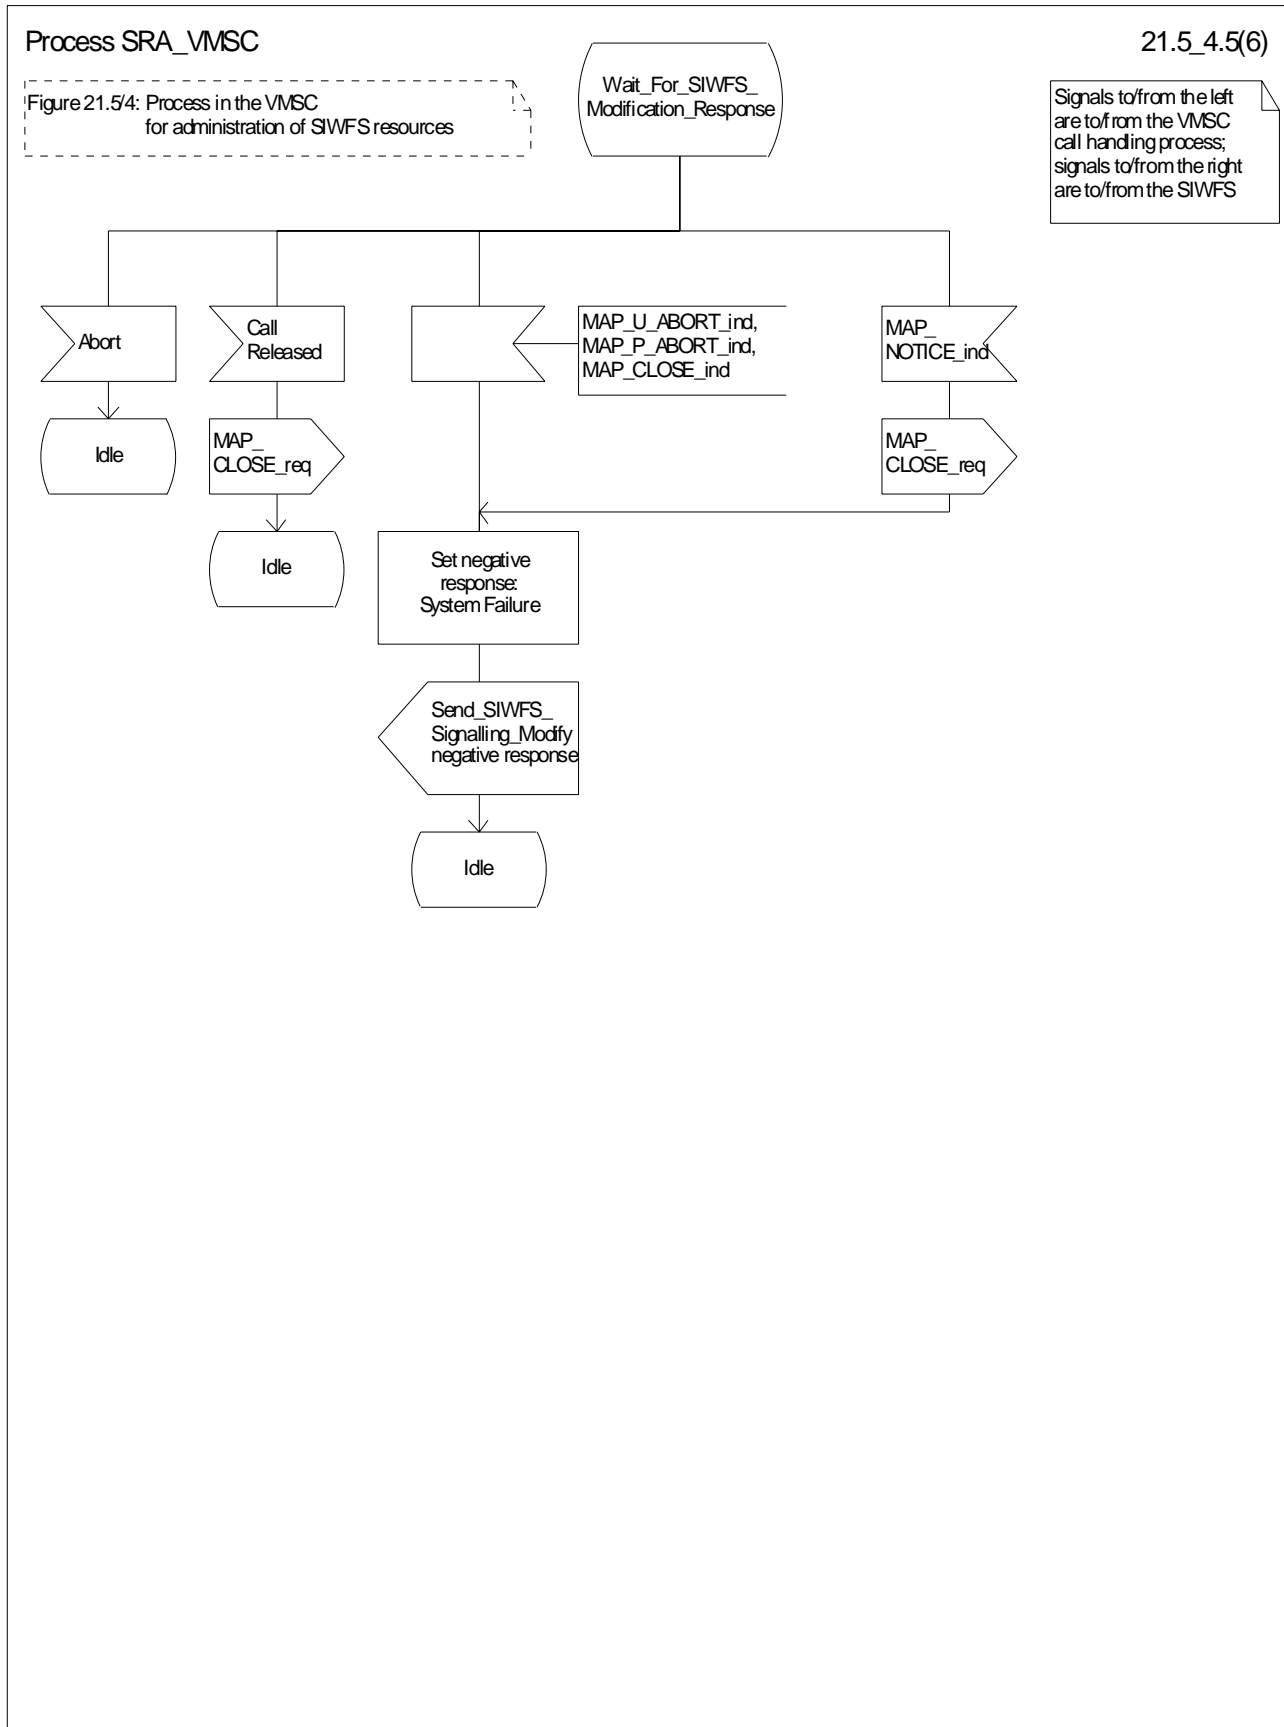 Process SRA_VMSC
21.5_4.5(6)
Figure 21.5/4: Process in the VMSC
for administration of SIWFS resources
Wait_For_SIWFS_
Modification_Response
Signals to/from the left
are to/from the VMSC
call handling process;
signals to/from the right
are to/from the SIWFS
Abort
Call
Released
MAP_U_ABORT_ind,
MAP_P_ABORT_ind,
MAP_CLOSE_ind
MAP_
NOTICE_ind
Idle
MAP_
CLOSE_req
MAP_
CLOSE_req
Idle
Set negative
response:
System Failure
Send_SIWFS_
Signalling_Modify
negative response
Idle